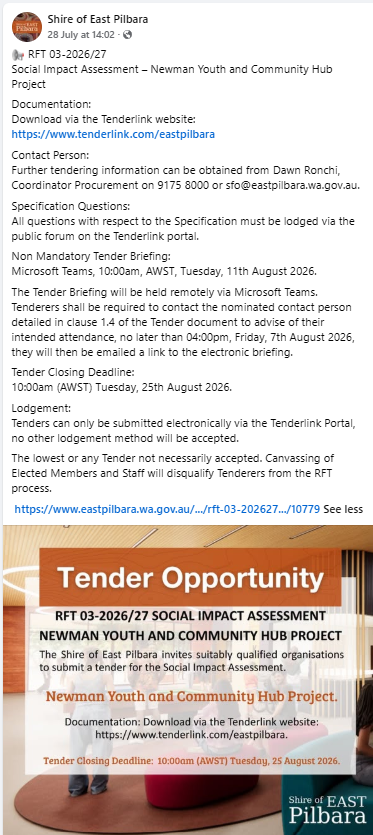 Shire of East Pilbara
28 July at 14:02 ·
RFT 03-2026/27
Social Impact Assessment – Newman Youth and Community Hub
Project
Documentation:
Download via the Tenderlink website:
https://www.tenderlink.com/eastpilbara
Contact Person:
Further tendering information can be obtained from Dawn Ronchi,
Coordinator Procurement on 9175 8000 or sfo@eastpilbara.wa.gov.au.
Specification Questions:
All questions with respect to the Specification must be lodged via the
public forum on the Tenderlink portal.
Non Mandatory Tender Briefing:
Microsoft Teams, 10:00am, AWST, Tuesday, 11th August 2026.
The Tender Briefing will be held remotely via Microsoft Teams.
Tenderers shall be required to contact the nominated contact person
detailed in clause 1.4 of the Tender document to advise of their
intended attendance, no later than 04:00pm, Friday, 7th August 2026,
they will then be emailed a link to the electronic briefing.
Tender Closing Deadline:
10:00am (AWST) Tuesday, 25th August 2026.
Lodgement:
Tenders can only be submitted electronically via the Tenderlink Portal,
no other lodgement method will be accepted.
The lowest or any Tender not necessarily accepted. Canvassing of
Elected Members and Staff will disqualify Tenderers from the RFT
process.
https://www.eastpilbara.wa.gov.au/.../rft-03-202627.../10779 See less
Tender Opportunity
RFT 03-2026/27 SOCIAL IMPACT ASSESSMENT
NEWMAN YOUTH AND COMMUNITY HUB PROJECT
The Shire of East Pilbara invites suitably qualified organisations
to submit a tender for the Social Impact Assessment.
Newman Youth and Community Hub Project.
Documentation: Download via the Tenderlink website:
https://www.tenderlink.com/eastpilbara.
Tender Closing Deadline: 10:00am (AWST) Tuesday, 25 August 2026.
Shire of EAST
Pilbara